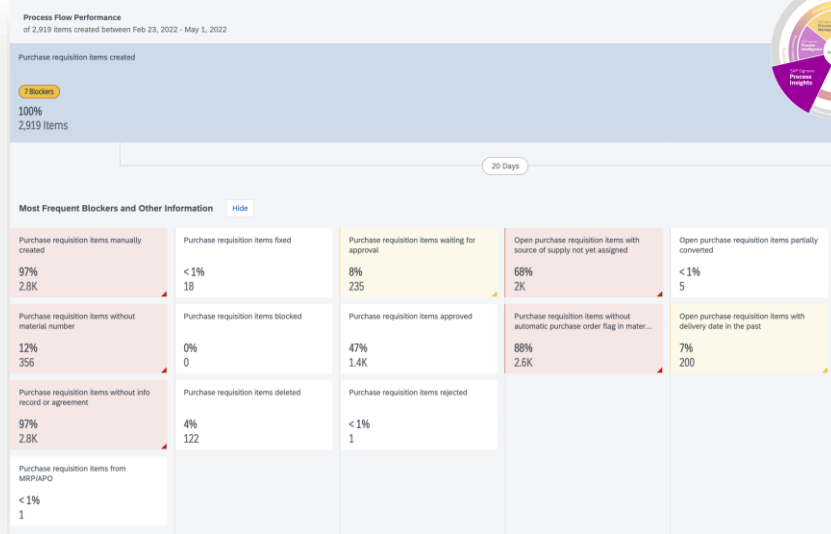 Process Flow Performance
of 2,919 items created between Feb 23, 2022 - May 1, 2022
Purchase requisition items created
7 Blockers
100%
2,919 Items
SAP Signavio
Process
Insights
20 Days
Most Frequent Blockers and Other Information
Hide
Purchase requisition items manually
created
97%
2.8K
Purchase requisition items fixed
< 1%
18
Purchase requisition items waiting for
approval
8%
235
Open purchase requisition items with
source of supply not yet assigned
68%
2K
Open purchase requisition items partially
converted
< 1%
5
Purchase requisition items without
material number
12%
356
Purchase requisition items blocked
0%
0
Purchase requisition items approved
47%
1.4K
Purchase requisition items without
automatic purchase order flag in mater...
88%
2.6K
Open purchase requisition items with
delivery date in the past
7%
200
Purchase requisition items without info
record or agreement
97%
2.8K
Purchase requisition items deleted
4%
122
Purchase requisition items rejected
< 1%
1
Purchase requisition items from
MRP/APO
< 1%
1